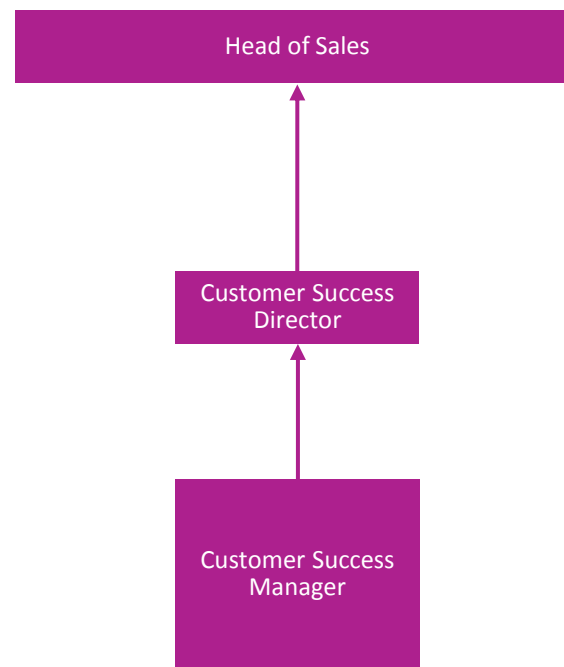 Head of Sales
Customer Success
Director
Customer Success
Manager